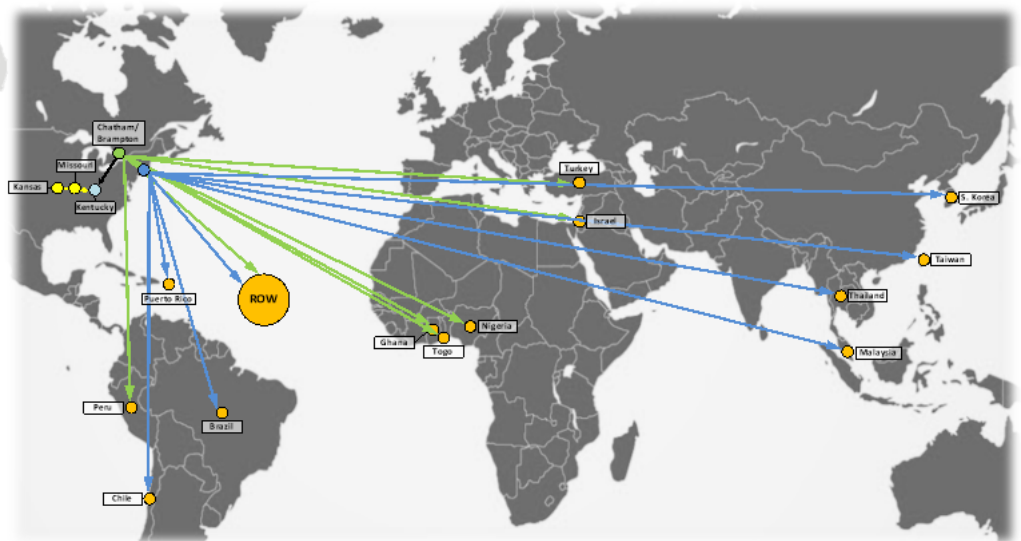 Chatham/
Brampton
Missouri
Kansas
Kentucky
Turkey
S. Korea
Israel
Taiwan
Puerto Rico
ROW
Thailand
Nigeria
Ghana
Togo
Malaysia
Peru
Brazil
Chile